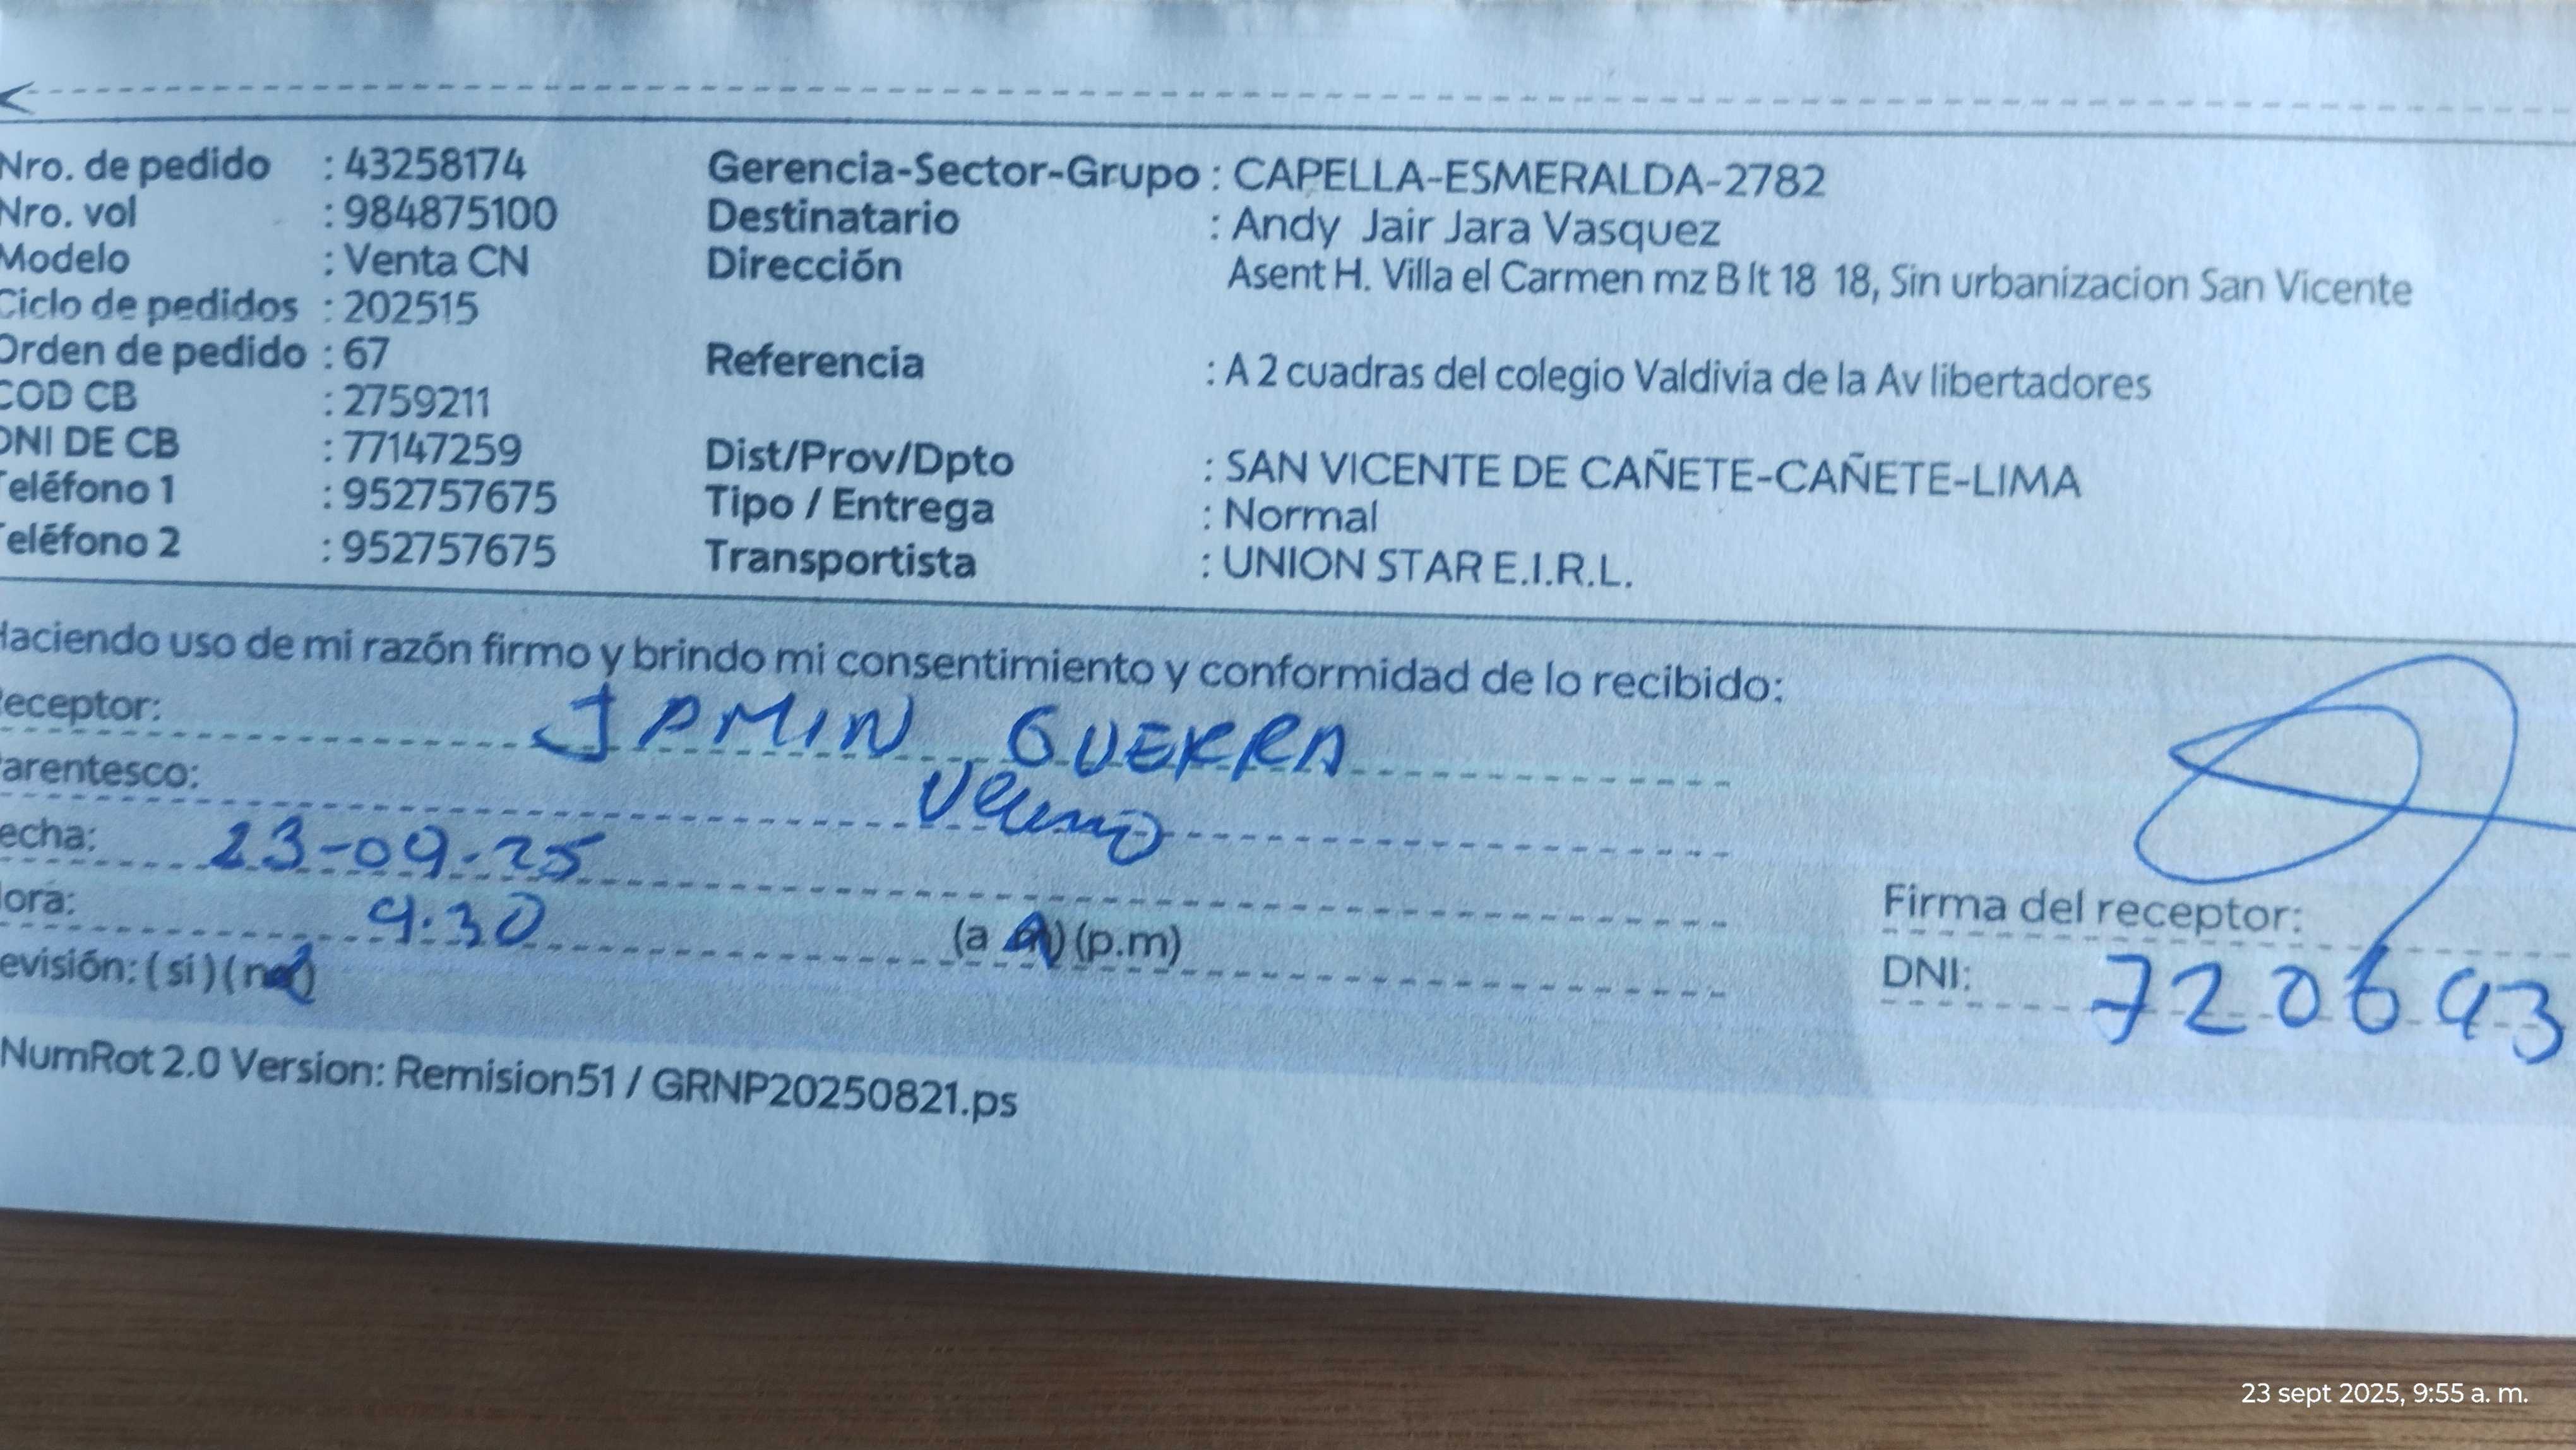 Nro. de pedido : 43258174
Nro. vol : 984875100
Modelo : Venta CN
Ciclo de pedidos : 202515
Orden de pedido : 67
COD CB : 2759211
DNI DE CB : 77147259
Teléfono 1 : 952757675
Teléfono 2 : 952757675
Gerencia-Sector-Grupo : CAPELLA-ESMERALDA-2782
Destinatario : Andy Jair Jara Vasquez
Dirección Asent H. Villa el Carmen mz B lt 18 18, Sin urbanizacion San Vicente
Referencia : A 2 cuadras del colegio Valdivia de la Av libertadores
Dist/Prov/Dpto : SAN VICENTE DE CAÑETE-CAÑETE-LIMA
Tipo / Entrega : Normal
Transportista : UNION STAR E.I.R.L.
Haciendo uso de mi razón firmo y brindo mi consentimiento y conformidad de lo recibido:
eceptor: GUERRA
arentesco:
echa: 23-09-25
ora: 9:30 (a (p.m)
evisión: (si) (no)
Firma del receptor:
DNI: 720693
NumRot 2.0 Version: Remision51 / GRNP20250821.ps
23 sept 2025, 9:55 a. m.